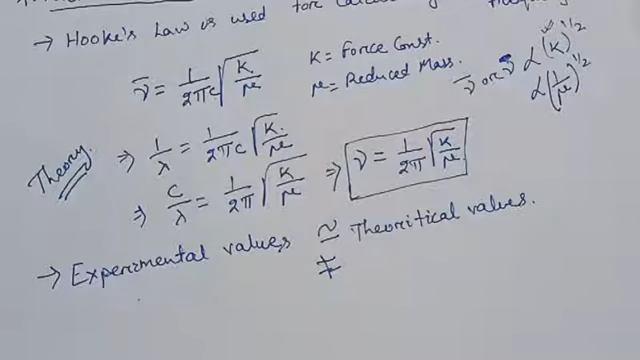 → Hooke's Law is used for
ν̄ = 1/2πc √K/μ
K = Force Const.
μ = Reduced Mass.
ν̄ or ν α (K)^1/2
α (1/μ)^1/2
Theory.
⇒ 1/λ = 1/2πc √K/μ
⇒ c/λ = 1/2π √K/μ ⇒ ν = 1/2π √K/μ
→ Experimental values ≃ Theoritical values.
≠